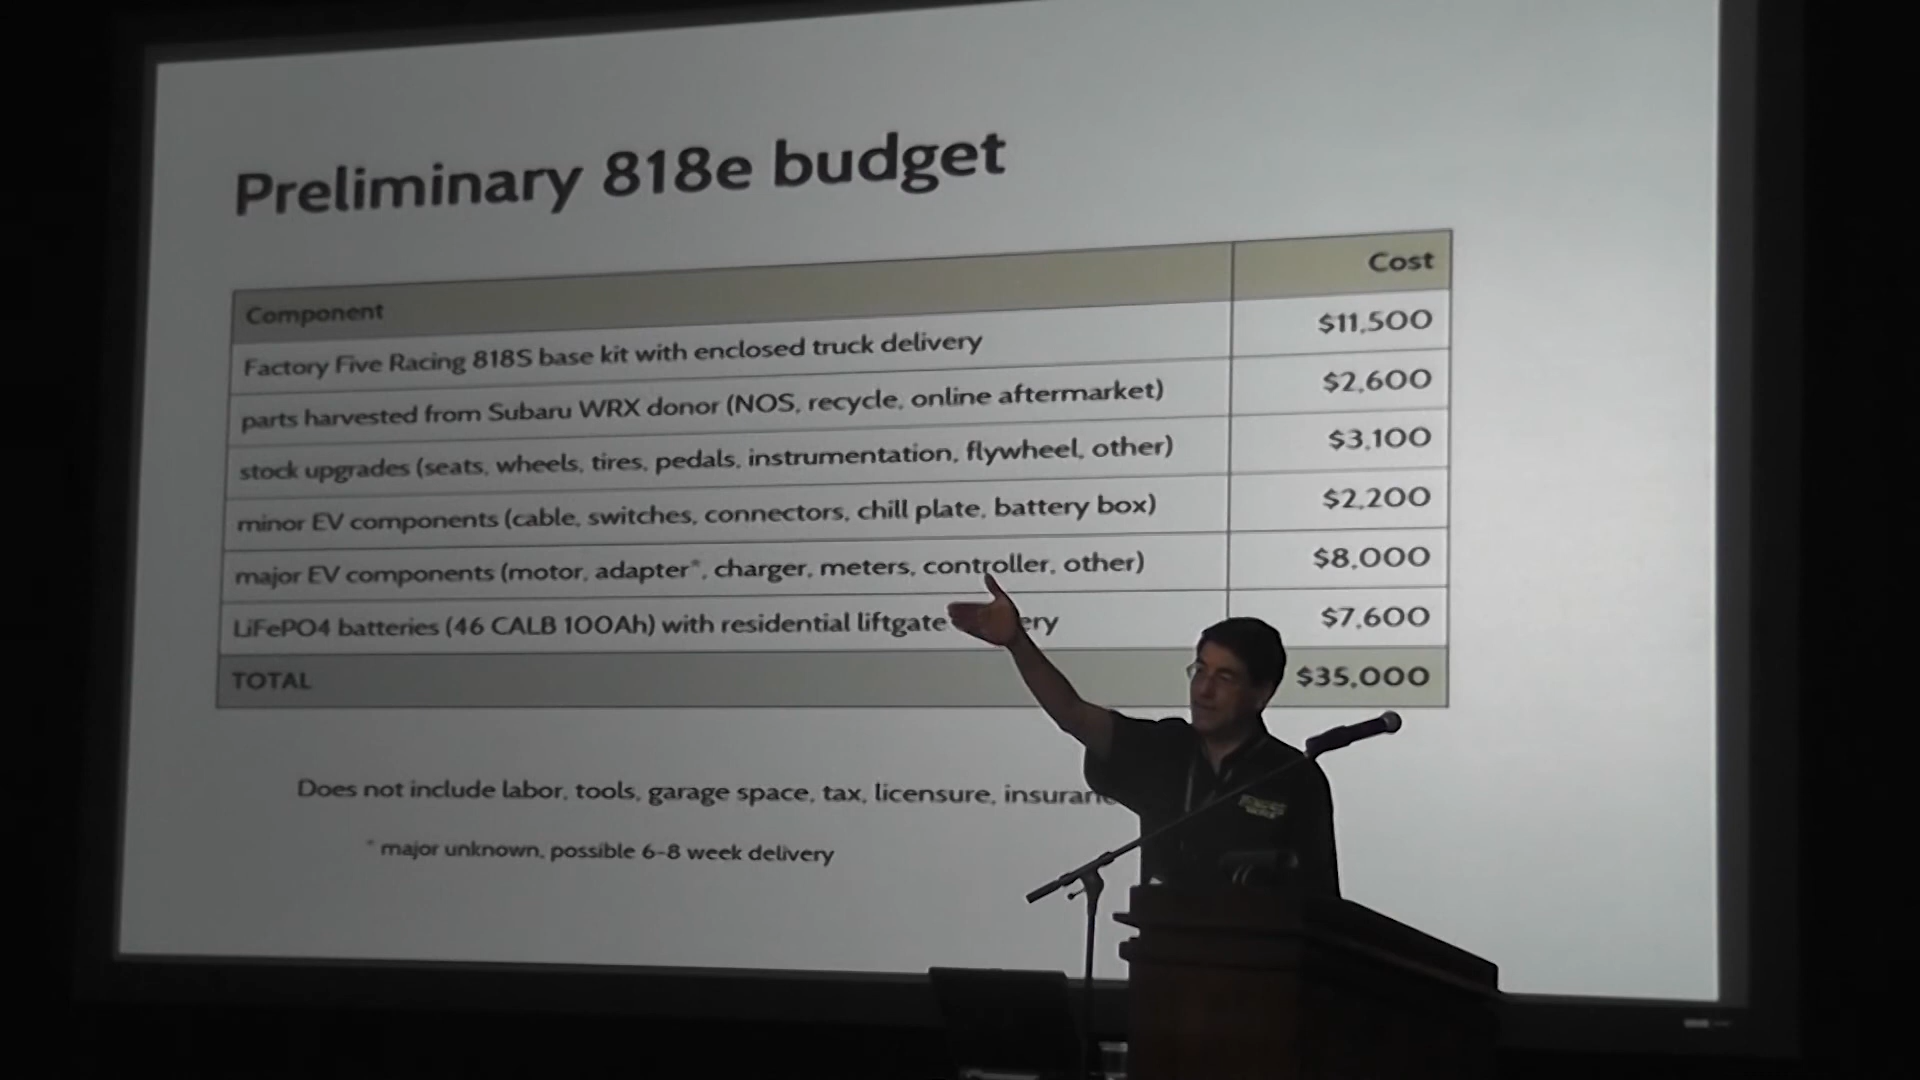 Preliminary 818e budget
Component Cost
Factory Five Racing 818S base kit with enclosed truck delivery $11,500
parts harvested from Subaru WRX donor (NOS, recycle, online aftermarket) $2,600
stock upgrades (seats, wheels, tires, pedals, instrumentation, flywheel, other) $3,100
minor EV components (cable, switches, connectors, chill plate, battery box) $2,200
major EV components (motor, adapter*, charger, meters, controller, other) $8,000
LiFePO4 batteries (46 CALB 100Ah) with residential liftgate $7,600
TOTAL $35,000
Does not include labor, tools, garage space, tax, licensure,
* major unknown, possible 6-8 week delivery